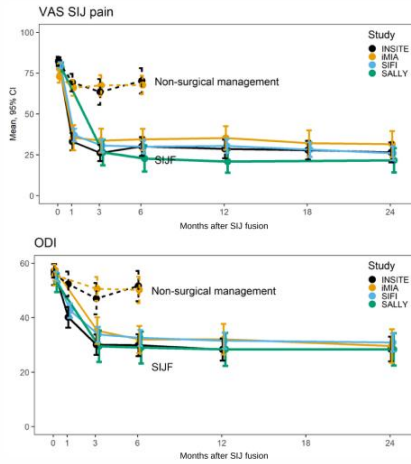 VAS SIJ pain
Mean, 95% CI
100
75
50
25
0
Study
INSITE
iMIA
SIFI
SALLY
Non-surgical management
SIJF
0 1 3 6 12 18 24
Months after SIJ fusion
ODI
60
40
20
0
Study
INSITE
iMIA
SIFI
SALLY
Non-surgical management
SIJF
0 1 3 6 12 18 24
Months after SIJ fusion